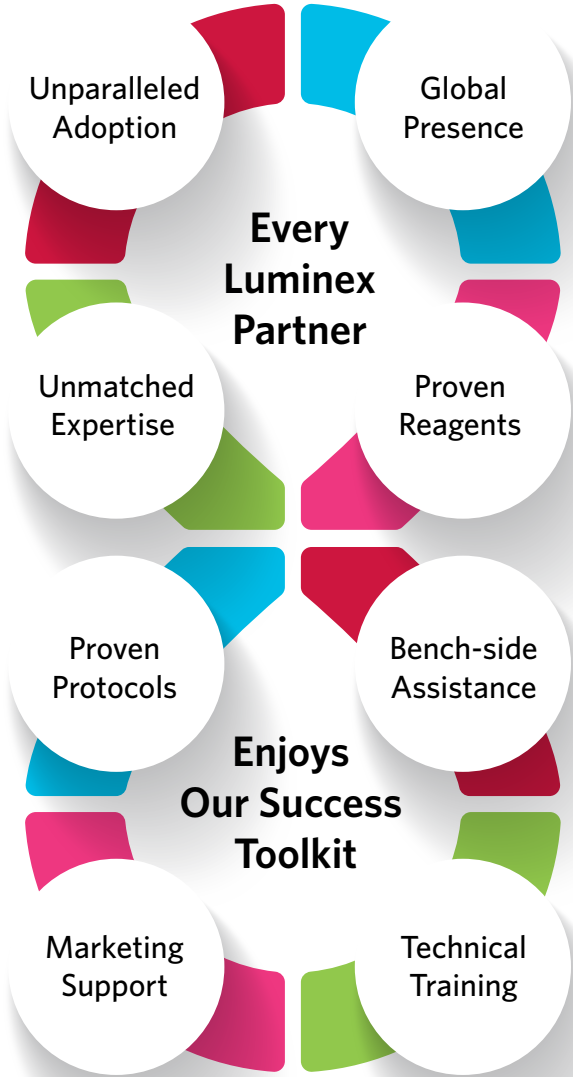 Unparalleled
Adoption
Global
Presence
Every
Luminex
Partner
Unmatched
Expertise
Proven
Reagents
Proven
Protocols
Bench-side
Assistance
Enjoys
Our Success
Toolkit
Marketing
Support
Technical
Training